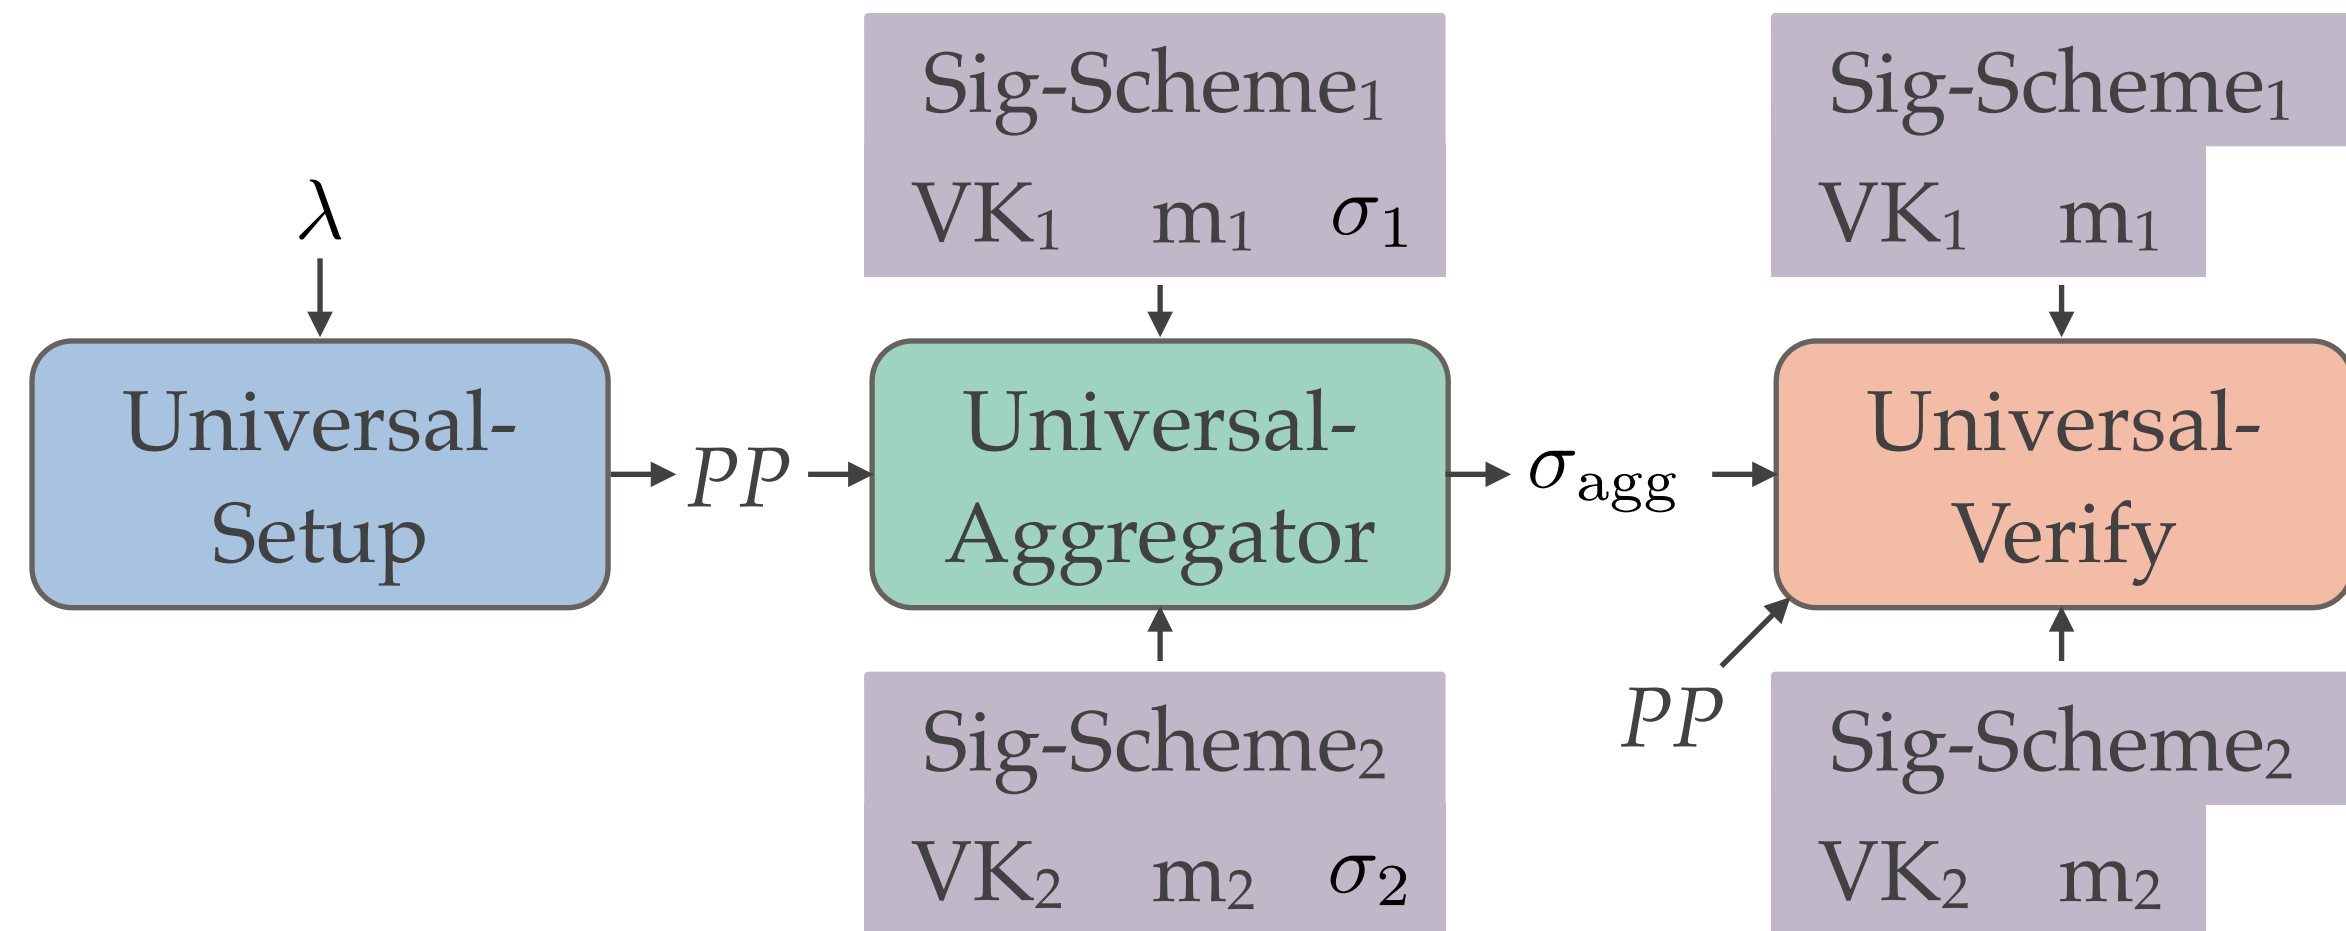 λ
Universal-
Setup
PP
Sig-Scheme₁
VK₁ m₁ σ₁
Universal-
Aggregator
Sig-Scheme₂
VK₂ m₂ σ₂
σ_agg
PP
Sig-Scheme₁
VK₁ m₁
Universal-
Verify
Sig-Scheme₂
VK₂ m₂